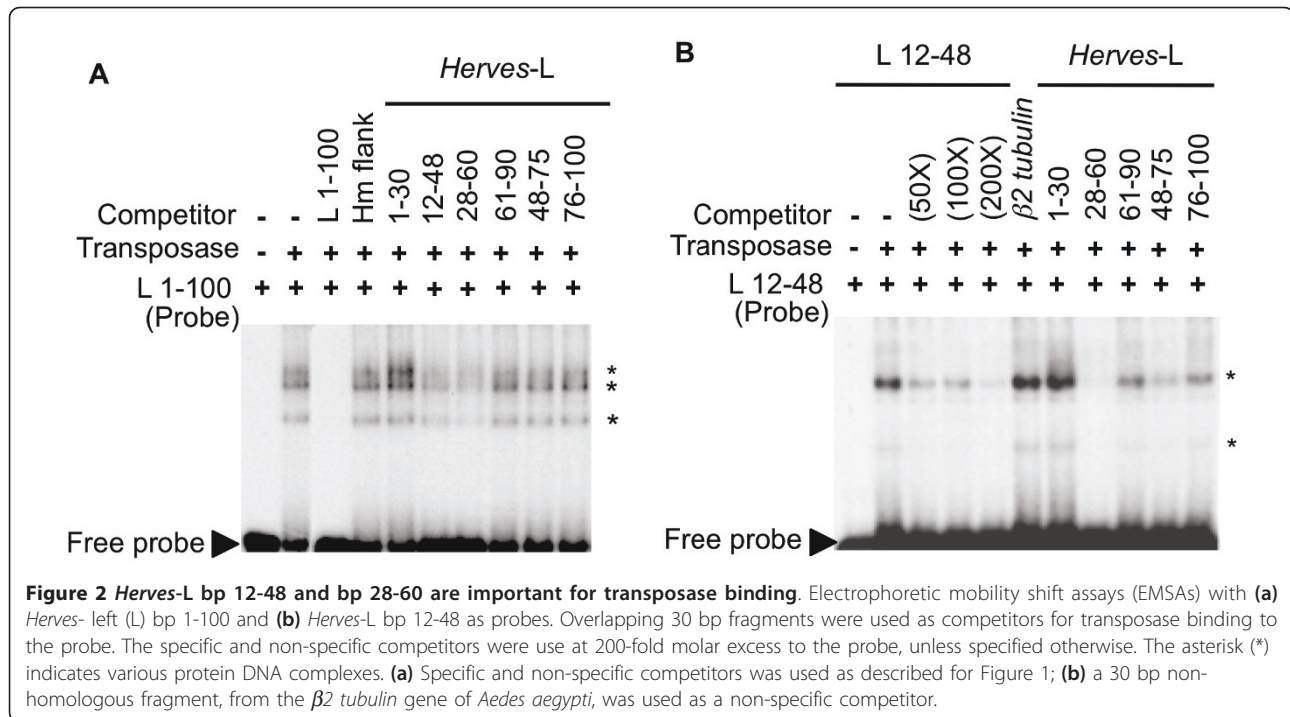 A
Herves-L
L 1-100
Hm flank
1-30
12-48
28-60
61-90
48-75
76-100
Competitor - -
Transposase - + + + + + + + + +
L 1-100 + + + + + + + + + +
(Probe)
*
*
*
Free probe
B
L 12-48
Herves-L
(50X)
(100X)
(200X)
β2 tubulin
1-30
28-60
61-90
48-75
76-100
Competitor - -
Transposase - + + + + + + + + + +
L 12-48 + + + + + + + + + + +
(Probe)
*
*
Free probe
Figure 2 Herves-L bp 12-48 and bp 28-60 are important for transposase binding. Electrophoretic mobility shift assays (EMSAs) with (a)
Herves- left (L) bp 1-100 and (b) Herves-L bp 12-48 as probes. Overlapping 30 bp fragments were used as competitors for transposase binding to
the probe. The specific and non-specific competitors were use at 200-fold molar excess to the probe, unless specified otherwise. The asterisk (*)
indicates various protein DNA complexes. (a) Specific and non-specific competitors was used as described for Figure 1; (b) a 30 bp non-
homologous fragment, from the β2 tubulin gene of Aedes aegypti, was used as a non-specific competitor.